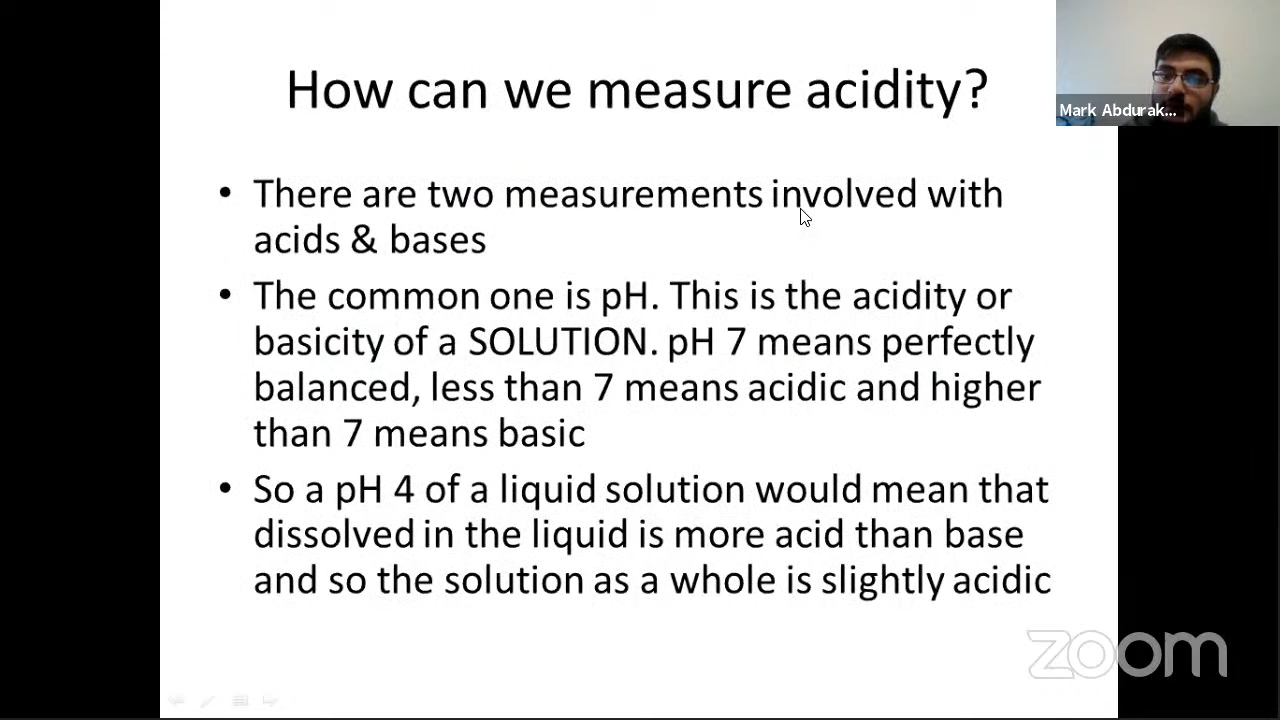 How can we measure acidity?
Mark Abdurak...
• There are two measurements involved with
acids & bases
• The common one is pH. This is the acidity or
basicity of a SOLUTION. pH 7 means perfectly
balanced, less than 7 means acidic and higher
than 7 means basic
• So a pH 4 of a liquid solution would mean that
dissolved in the liquid is more acid than base
and so the solution as a whole is slightly acidic
zoom